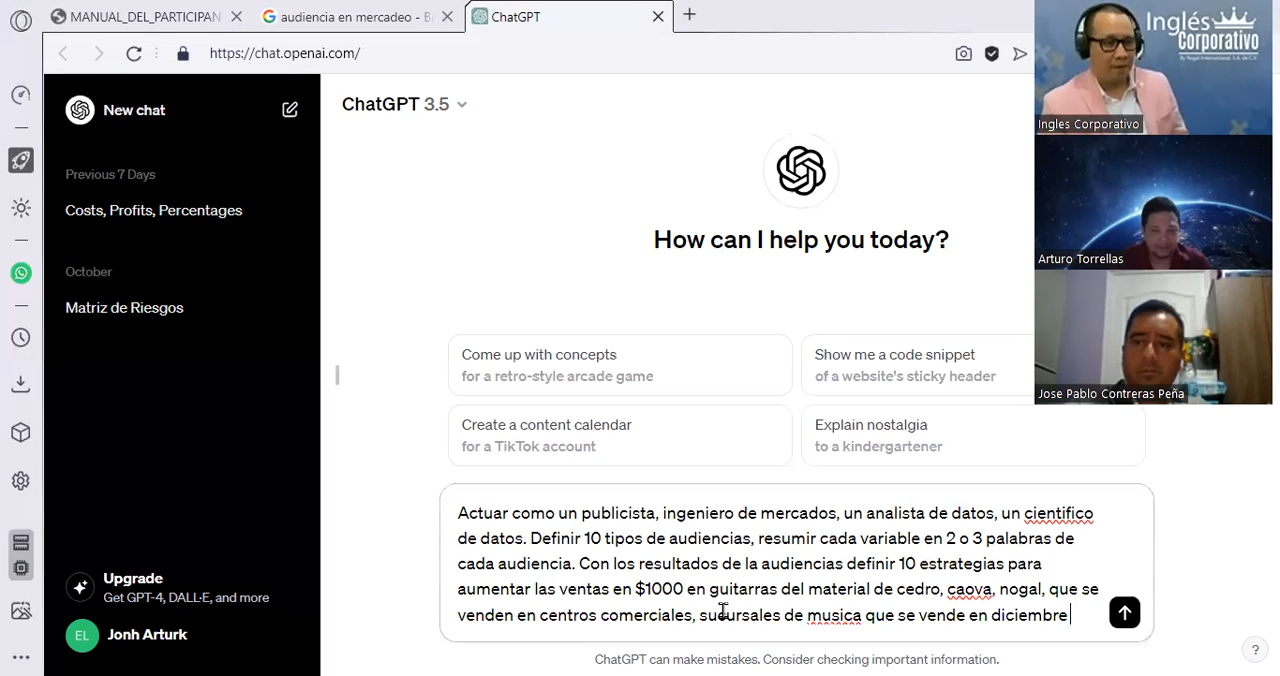 MANUAL_DEL_PARTICIPAN
audiencia en mercadeo - B
ChatGPT
https://chat.openai.com/
New chat
Previous 7 Days
Costs, Profits, Percentages
October
Matriz de Riesgos
Upgrade
Get GPT-4, DALL·E, and more
EL
Jonh Arturk
ChatGPT 3.5
How can I help you today?
Come up with concepts
for a retro-style arcade game
Show me a code snippet
of a website's sticky header
Create a content calendar
for a TikTok account
Explain nostalgia
to a kindergartener
Actuar como un publicista, ingeniero de mercados, un analista de datos, un cientifico
de datos. Definir 10 tipos de audiencias, resumir cada variable en 2 o 3 palabras de
cada audiencia. Con los resultados de la audiencias definir 10 estrategias para
aumentar las ventas en $1000 en guitarras del material de cedro, caova, nogal, que se
venden en centros comerciales, sucursales de musica que se vende en diciembre
ChatGPT can make mistakes. Consider checking important information.
?
Inglés
Corporativo
By Regal International, S.A. de C.V.
Ingles Corporativo
Arturo Torrellas
Jose Pablo Contreras Peña